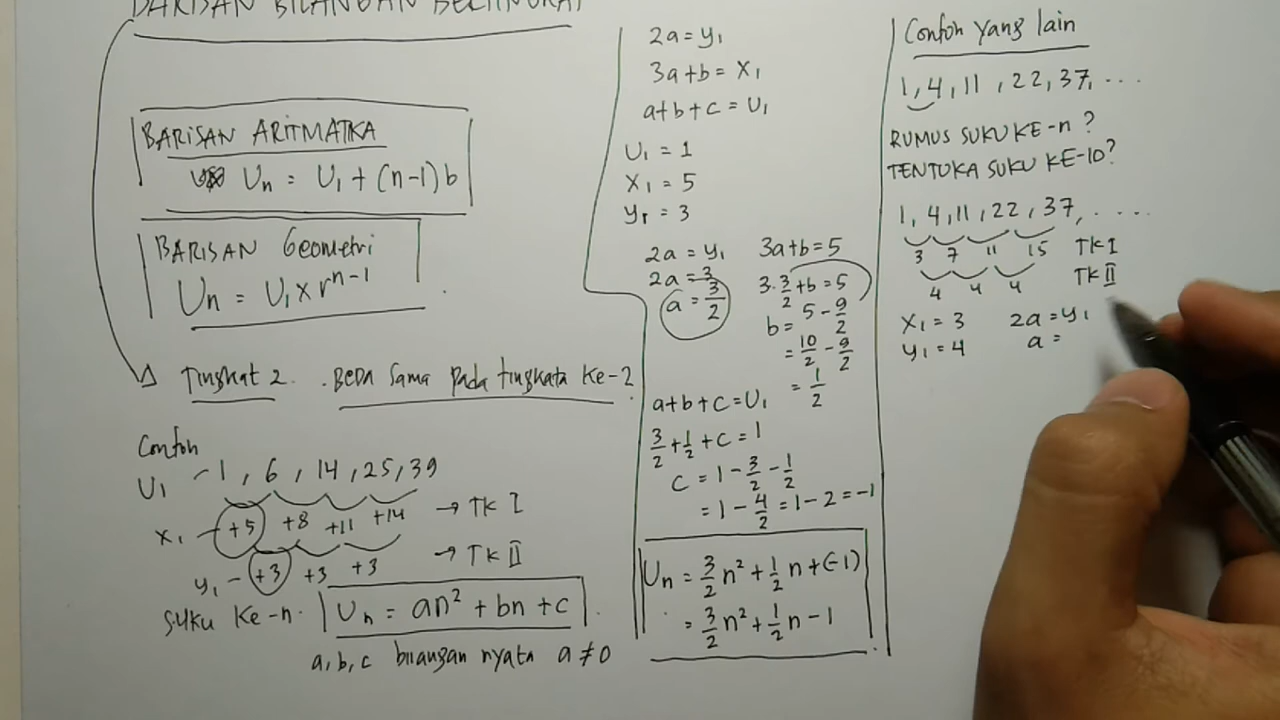 BARISAN BILANGAN BERTINGKAT
BARISAN ARITMATKA
Un = U1 + (n-1) b
BARISAN Geometri
Un = U1 x r^n-1
Tingkat 2. . BEDA Sama Pada tingkata Ke-2
Conton
U1 - 1, 6, 14, 25, 39
x1 - +5 +8 +11 +14 → TK I
y1 - +3 +3 +3 → TK II
Suku Ke-n. Un = an² + bn + c
a, b, c bilangan nyata a ≠ 0
2a = y1
3a + b = x1
a + b + c = U1
U1 = 1
x1 = 5
y1 = 3
2a = y1
2a = 3
a = 3/2
3a + b = 5
3. 3/2 + b = 5
b = 5 - 9/2
= 10/2 - 9/2
= 1/2
a + b + c = U1
3/2 + 1/2 + c = 1
c = 1 - 3/2 - 1/2
= 1 - 4/2 = 1 - 2 = -1
Un = 3/2 n² + 1/2 n + (-1)
= 3/2 n² + 1/2 n - 1
Contoh yang lain
1, 4, 11, 22, 37, ...
RUMUS SUKU KE-n ?
TENTUKA SUKU KE-10?
1, 4, 11, 22, 37, ....
3 7 11 15 TK I
4 4 4 TK II
x1 = 3 2a = y1
y1 = 4 a =